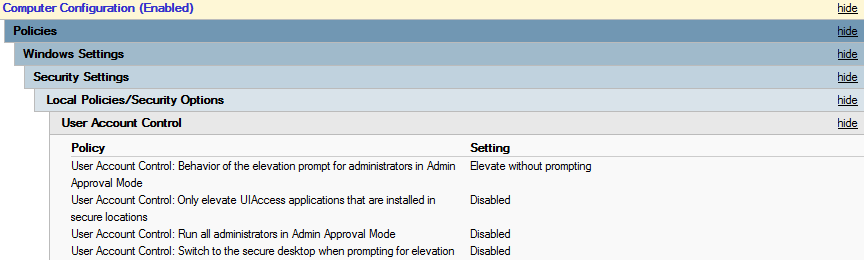 Computer Configuration (Enabled) hide
Policies hide
Windows Settings hide
Security Settings hide
Local Policies/Security Options hide
User Account Control hide
Policy Setting
User Account Control: Behavior of the elevation prompt for administrators in Admin Elevate without prompting
Approval Mode
User Account Control: Only elevate UIAccess applications that are installed in Disabled
secure locations
User Account Control: Run all administrators in Admin Approval Mode Disabled
User Account Control: Switch to the secure desktop when prompting for elevation Disabled